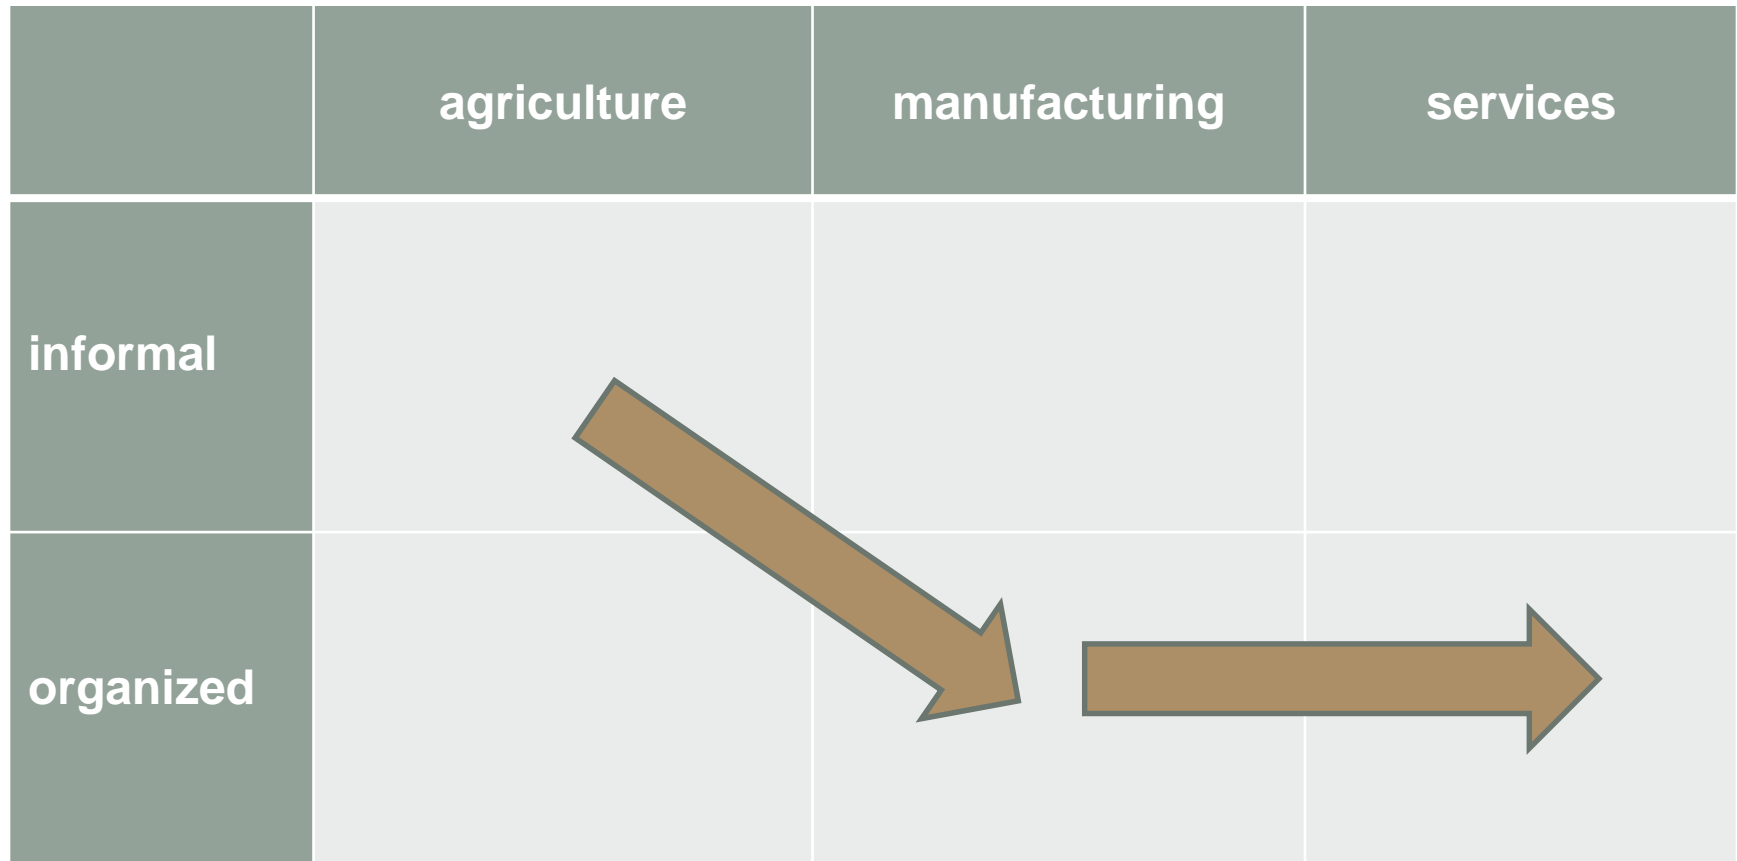 agriculture
manufacturing
services
informal
organized